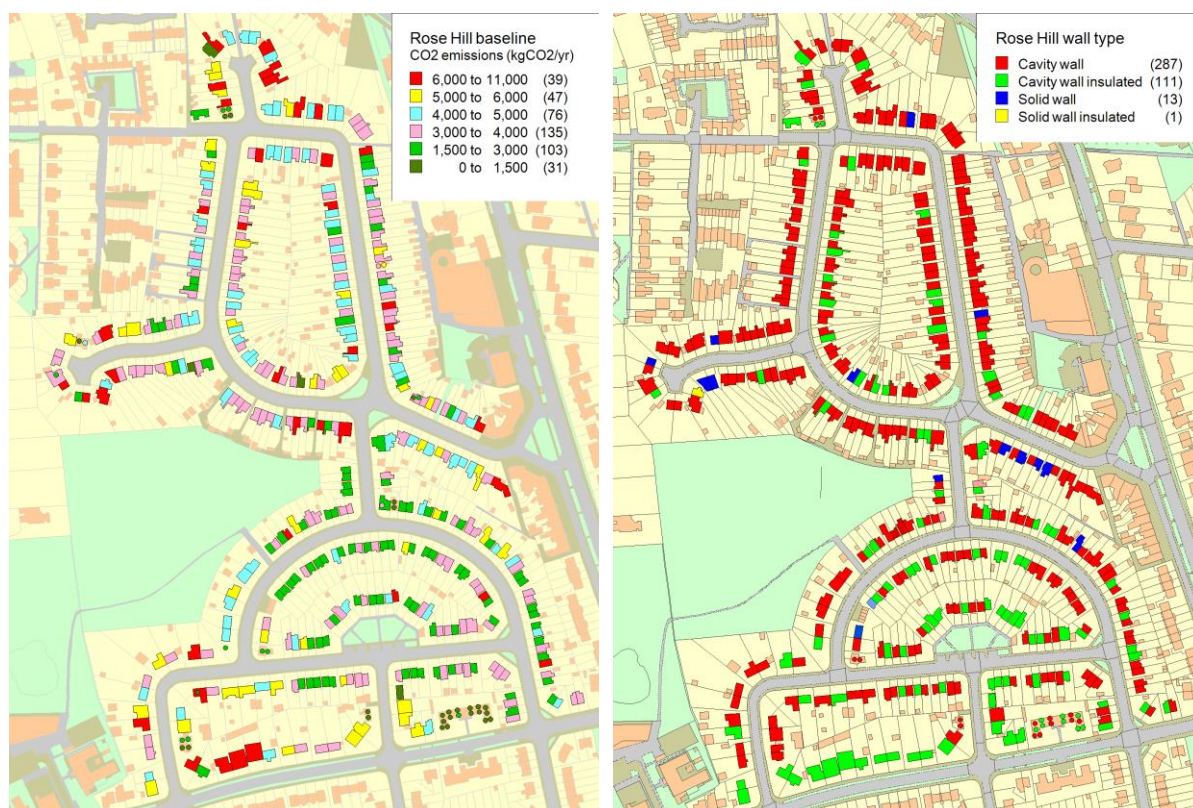 Rose Hill baseline
CO2 emissions (kgCO2/yr)
6,000 to 11,000 (39)
5,000 to 6,000 (47)
4,000 to 5,000 (76)
3,000 to 4,000 (135)
1,500 to 3,000 (103)
0 to 1,500 (31)
Rose Hill wall type
Cavity wall (287)
Cavity wall insulated (111)
Solid wall (13)
Solid wall insulated (1)